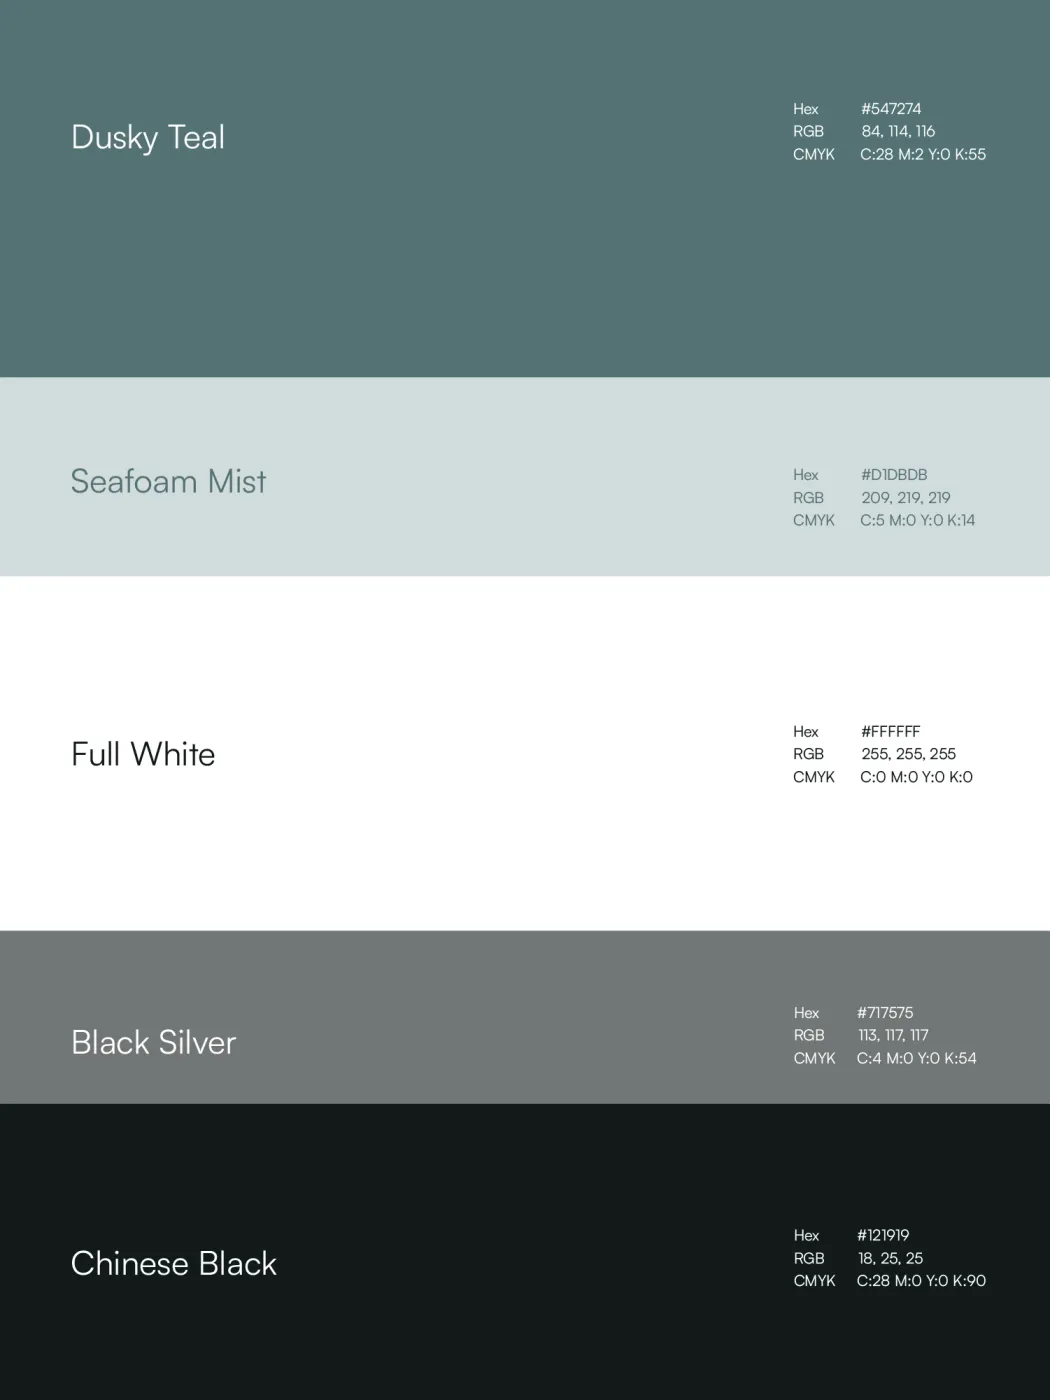 Dusky Teal
Hex #547274
RGB 84, 114, 116
CMYK C:28 M:2 Y:0 K:55
Seafoam Mist
Hex #D1DBDB
RGB 209, 219, 219
CMYK C:5 M:0 Y:0 K:14
Full White
Hex #FFFFFF
RGB 255, 255, 255
CMYK C:0 M:0 Y:0 K:0
Black Silver
Hex #717575
RGB 113, 117, 117
CMYK C:4 M:0 Y:0 K:54
Chinese Black
Hex #121919
RGB 18, 25, 25
CMYK C:28 M:0 Y:0 K:90